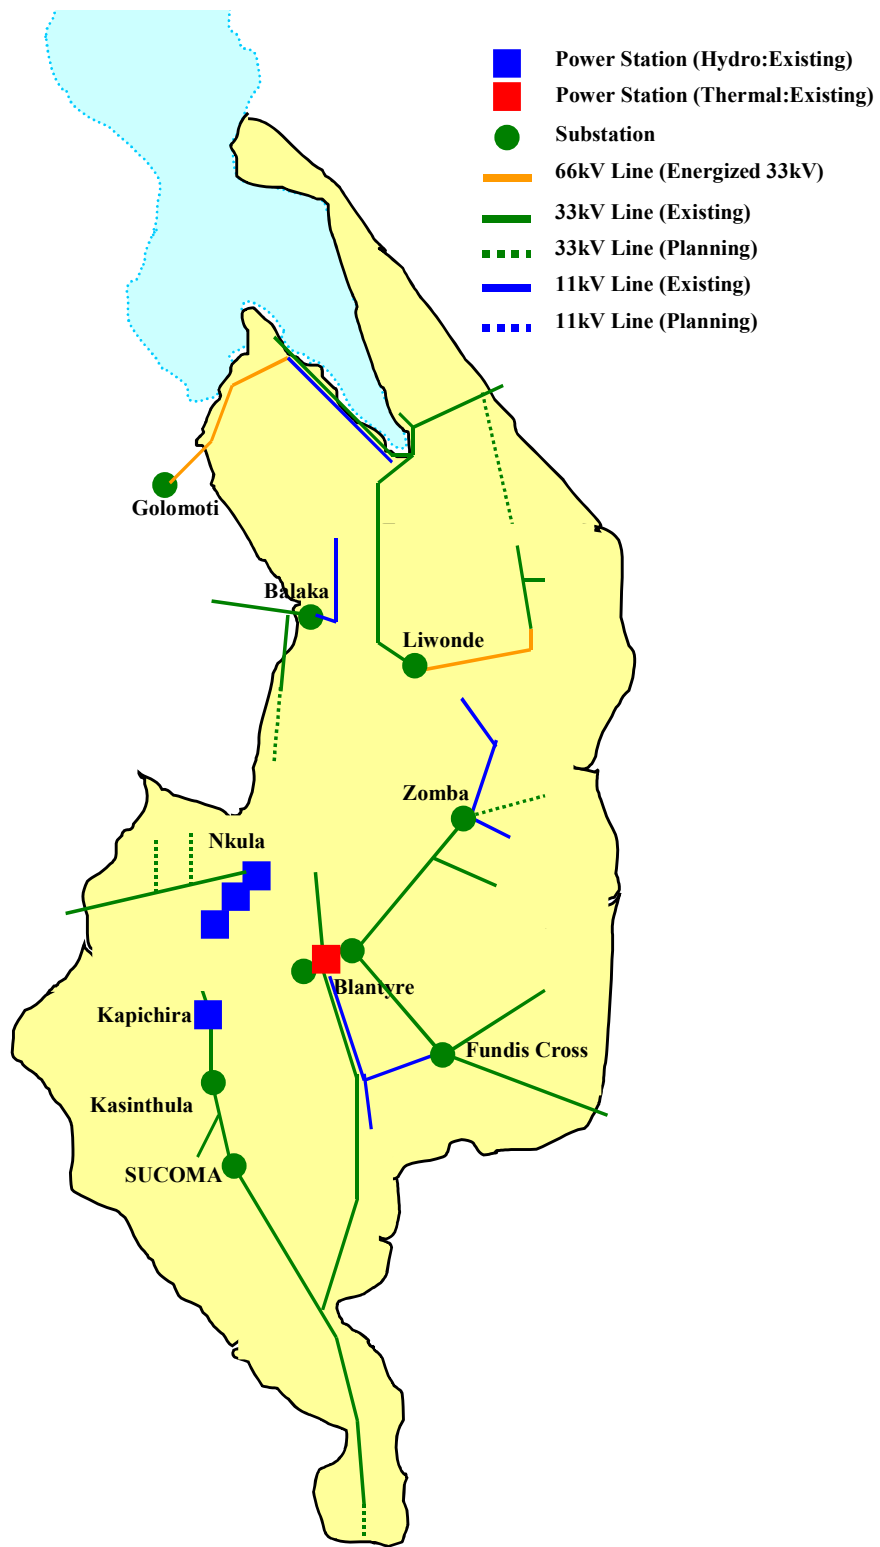 Power Station (Hydro:Existing)
Power Station (Thermal:Existing)
Substation
66kV Line (Energized 33kV)
33kV Line (Existing)
33kV Line (Planning)
11kV Line (Existing)
11kV Line (Planning)
Golomoti
Balaka
Liwonde
Zomba
Nkula
Blantyre
Kapichira
Fundis Cross
Kasinthula
SUCOMA